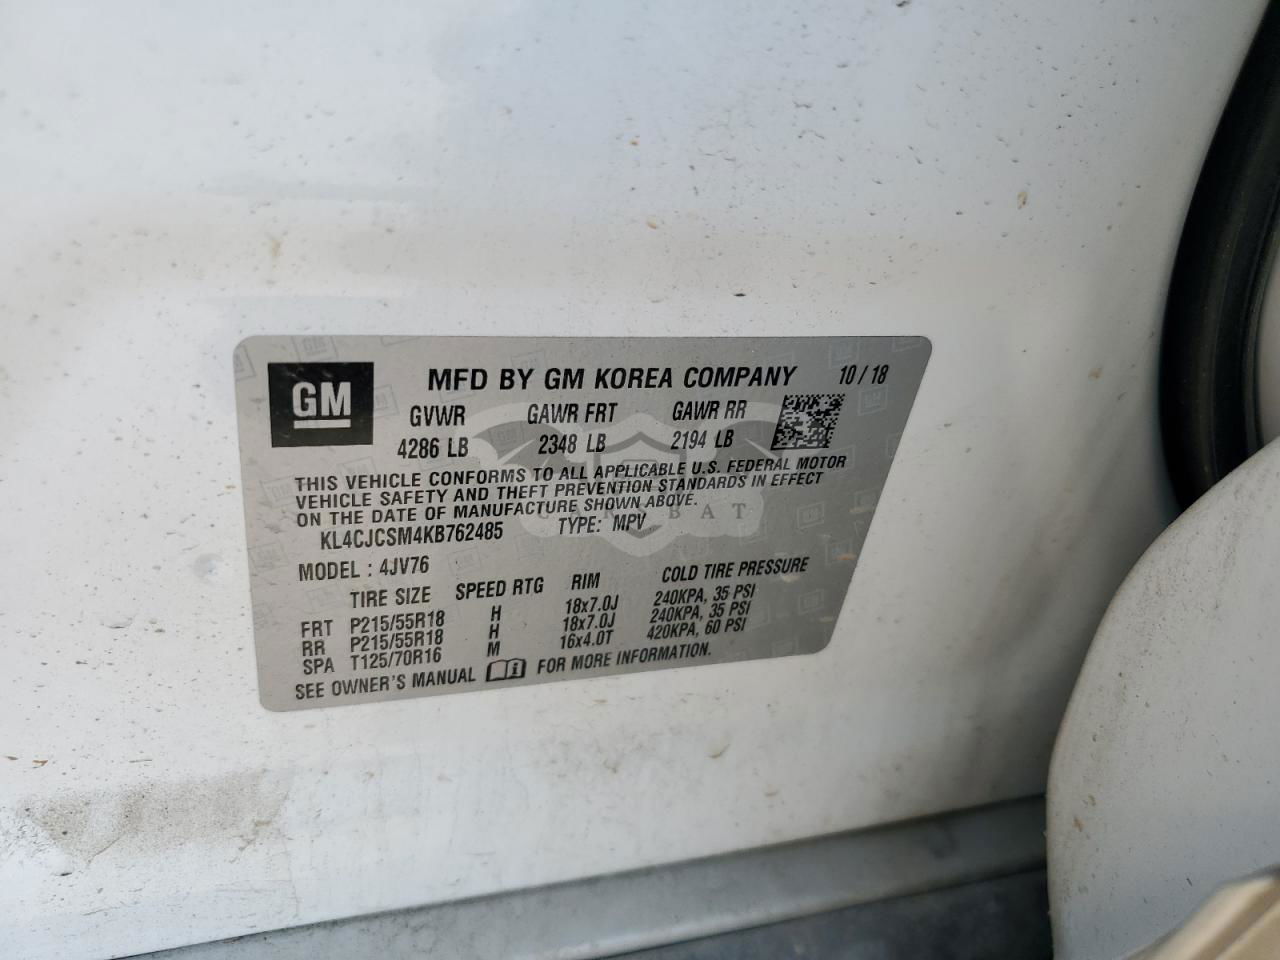 GM
MFD BY GM KOREA COMPANY 10 / 18
GVWR GAWR FRT GAWR RR
4286 LB 2348 LB 2194 LB
THIS VEHICLE CONFORMS TO ALL APPLICABLE U.S. FEDERAL MOTOR
VEHICLE SAFETY AND THEFT PREVENTION STANDARDS IN EFFECT
ON THE DATE OF MANUFACTURE SHOWN ABOVE.
CARSBAT
KL4CJCSM4KB762485 TYPE: MPV
MODEL : 4JV76
TIRE SIZE SPEED RTG RIM COLD TIRE PRESSURE
FRT P215/55R18 H 18x7.0J 240KPA, 35 PSI
RR P215/55R18 H 18x7.0J 240KPA, 35 PSI
SPA T125/70R16 M 16x4.0T 420KPA, 60 PSI
SEE OWNER'S MANUAL FOR MORE INFORMATION.